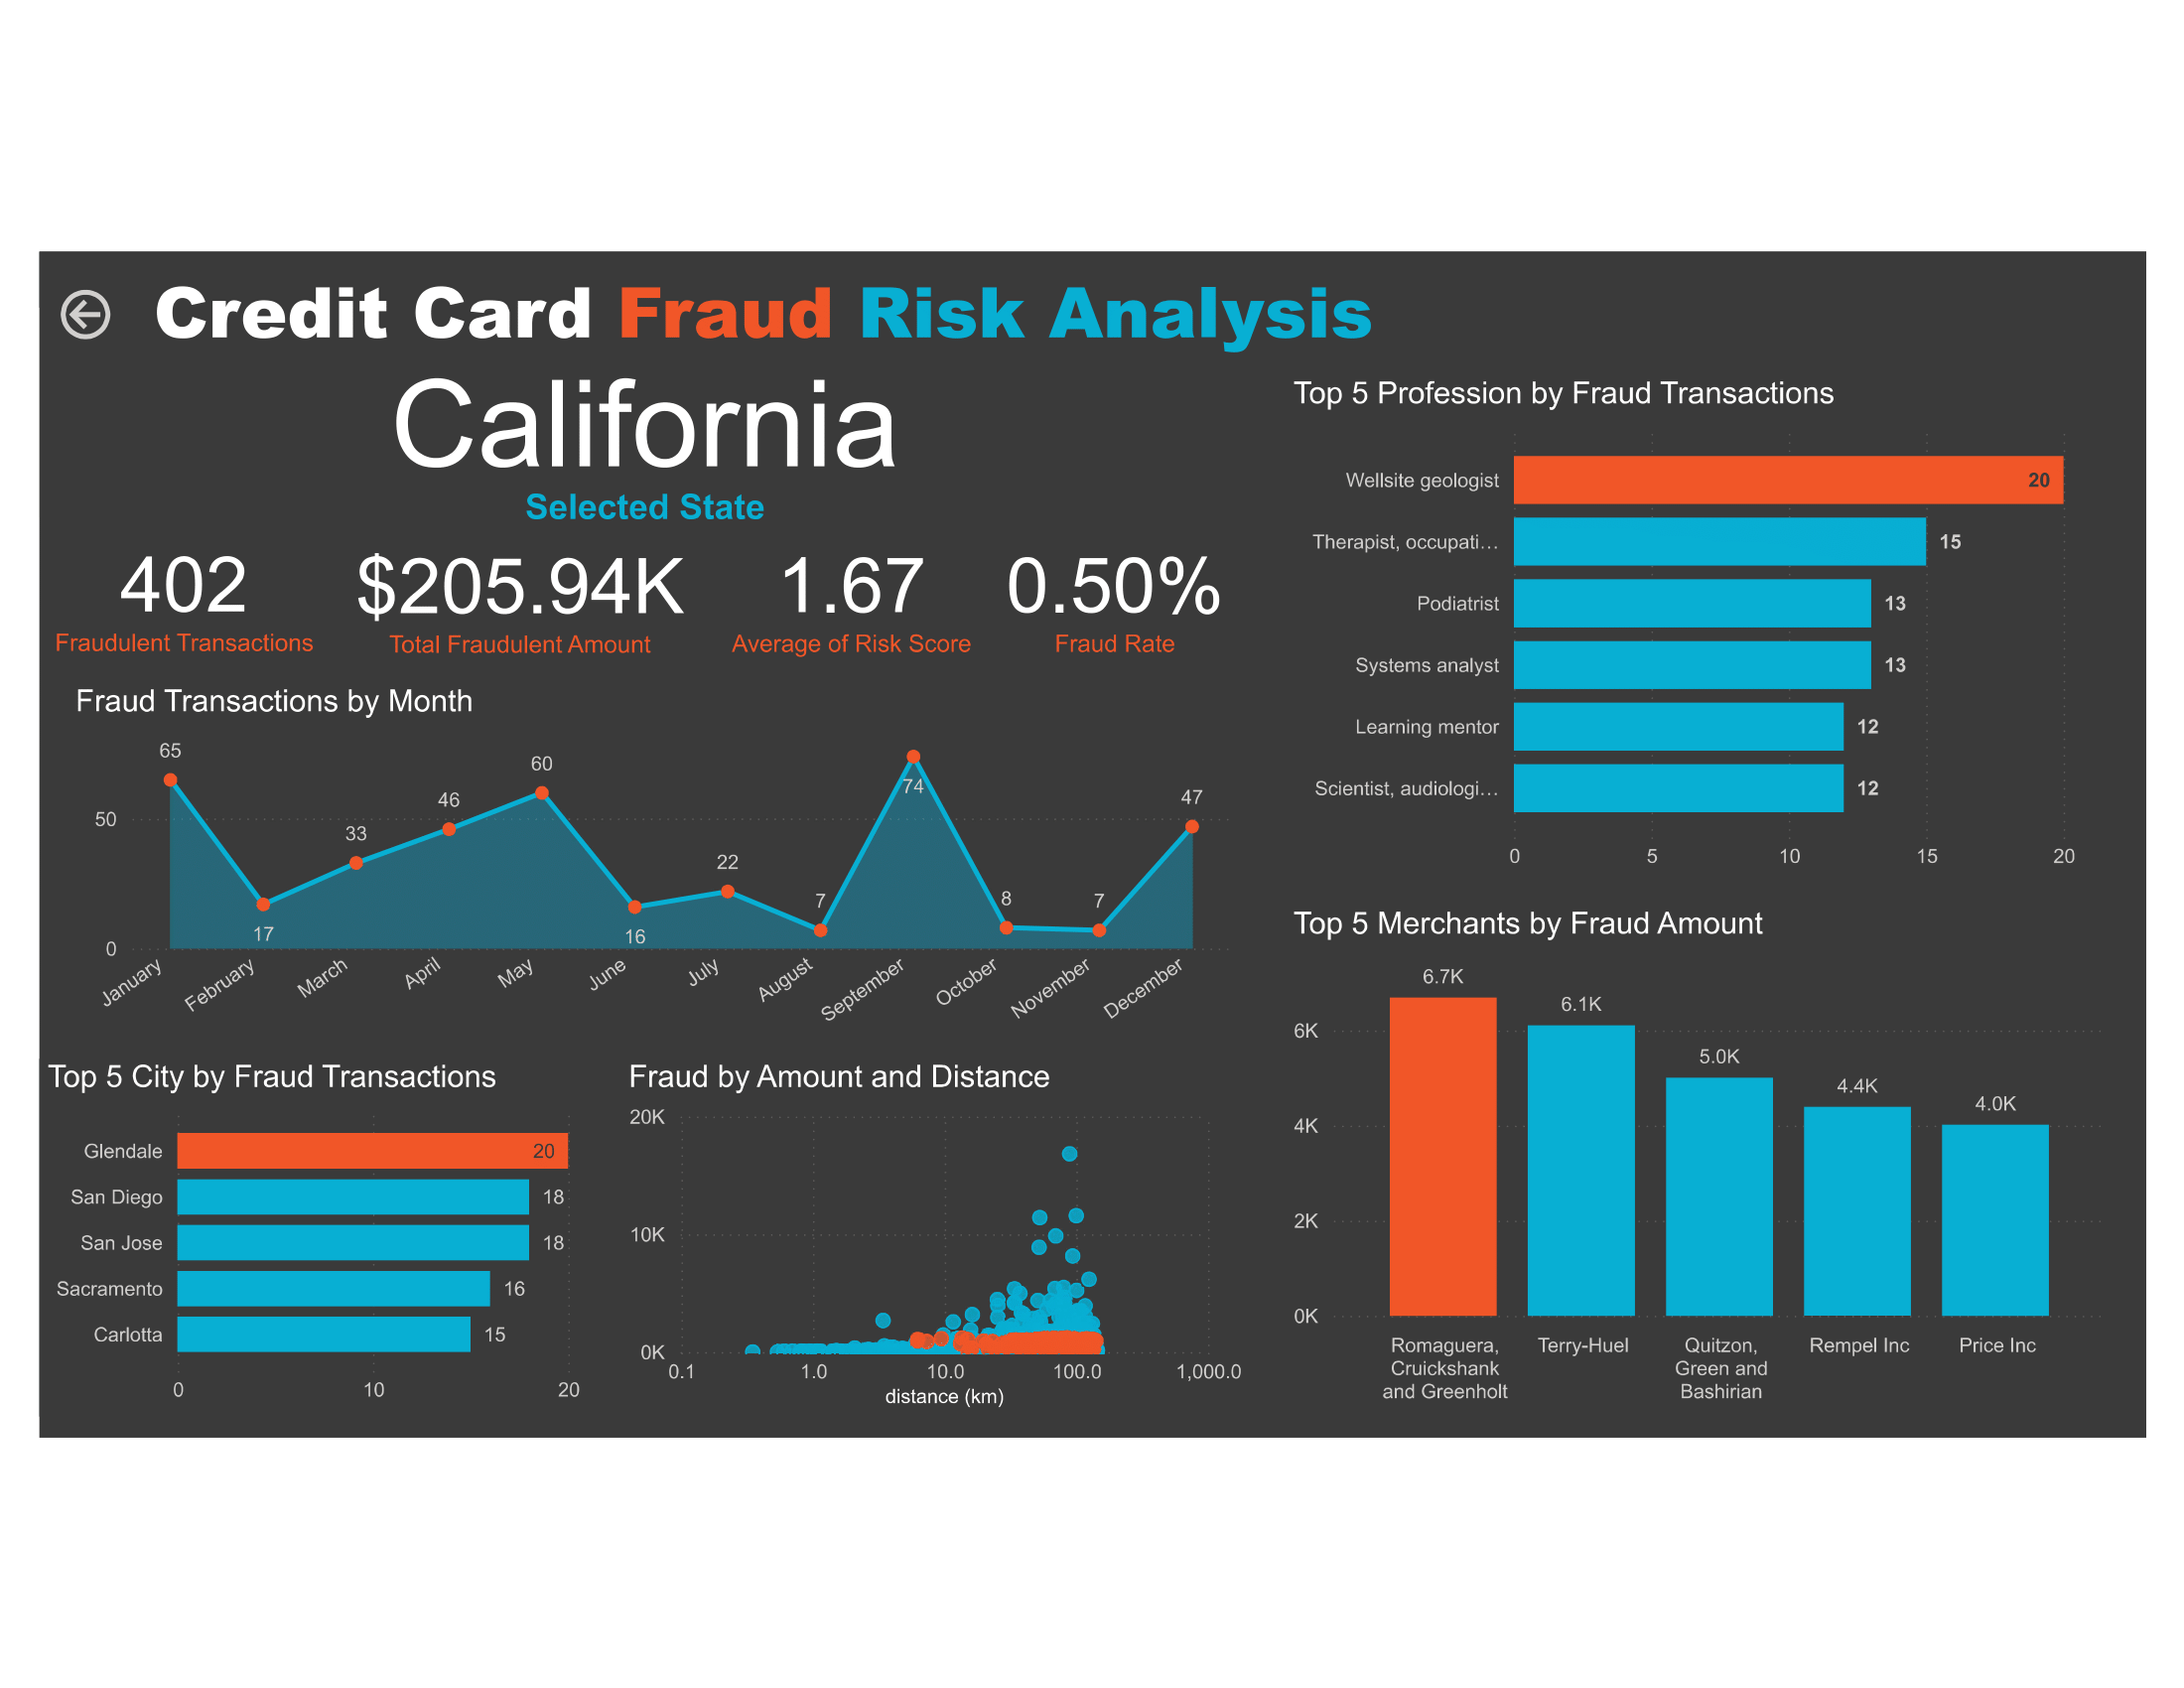 Credit Card Fraud Risk Analysis
California
Selected State
402
Fraudulent Transactions
$205.94K
Total Fraudulent Amount
1.67
Average of Risk Score
0.50%
Fraud Rate
Fraud Transactions by Month
50
0
65
17
33
46
60
16
22
7
74
8
7
47
January
February
March
April
May
June
July
August
September
October
November
December
Top 5 City by Fraud Transactions
Glendale 20
San Diego 18
San Jose 18
Sacramento 16
Carlotta 15
0 10 20
Fraud by Amount and Distance
20K
10K
0K
0.1 1.0 10.0 100.0 1,000.0
distance (km)
Top 5 Profession by Fraud Transactions
Wellsite geologist 20
Therapist, occupati… 15
Podiatrist 13
Systems analyst 13
Learning mentor 12
Scientist, audiologi… 12
0 5 10 15 20
Top 5 Merchants by Fraud Amount
6K
4K
2K
0K
6.7K
6.1K
5.0K
4.4K
4.0K
Romaguera,
Cruickshank
and Greenholt
Terry-Huel
Quitzon,
Green and
Bashirian
Rempel Inc
Price Inc